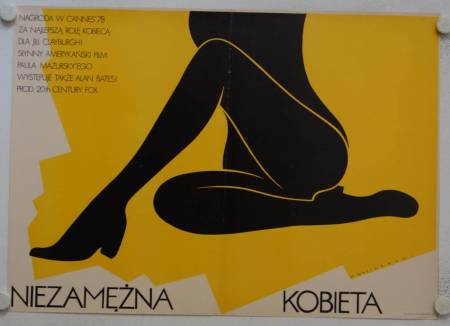 NAGRODA W CANNES '78
ZA NAJLEPSZĄ ROLĘ KOBIECĄ
DLA JILL CLAYBURGH!
SŁYNNY AMERYKAŃSKI FILM
PAULA MAZURSKY'EGO
WYSTĘPUJE TAKŻE ALAN BATES!
PROD. 20th CENTURY FOX
NIEZAMĘŻNA KOBIETA